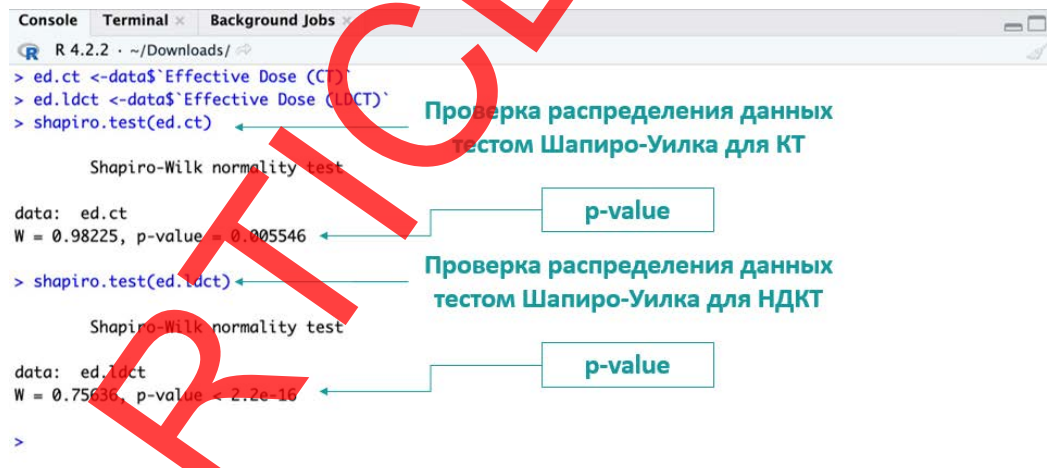 Console Terminal × Background Jobs ×
R R 4.2.2 · ~/Downloads/
> ed.ct <-data$`Effective Dose (CT)`
> ed.ldct <-data$`Effective Dose (LDCT)`
> shapiro.test(ed.ct)
Проверка распределения данных
тестом Шапиро-Уилка для КТ
Shapiro-Wilk normality test
p-value
data: ed.ct
W = 0.98225, p-value = 0.005546
> shapiro.test(ed.ldct)
Проверка распределения данных
тестом Шапиро-Уилка для НДКТ
Shapiro-Wilk normality test
p-value
data: ed.ldct
W = 0.75636, p-value < 2.2e-16
>
RTICL